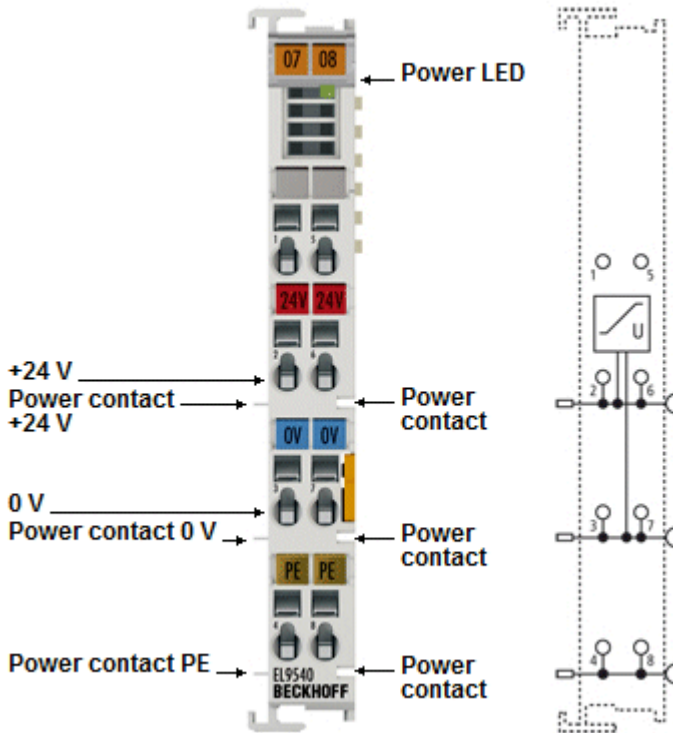 07 08
Power LED
1 5
24V 24V
2 6
+24 V
Power contact
+24 V
Power
contact
0V 0V
3 7
0 V
Power contact 0 V
Power
contact
PE PE
4 8
Power contact PE
Power
contact
EL9540
BECKHOFF
1 5
U
2 6
3 7
4 8